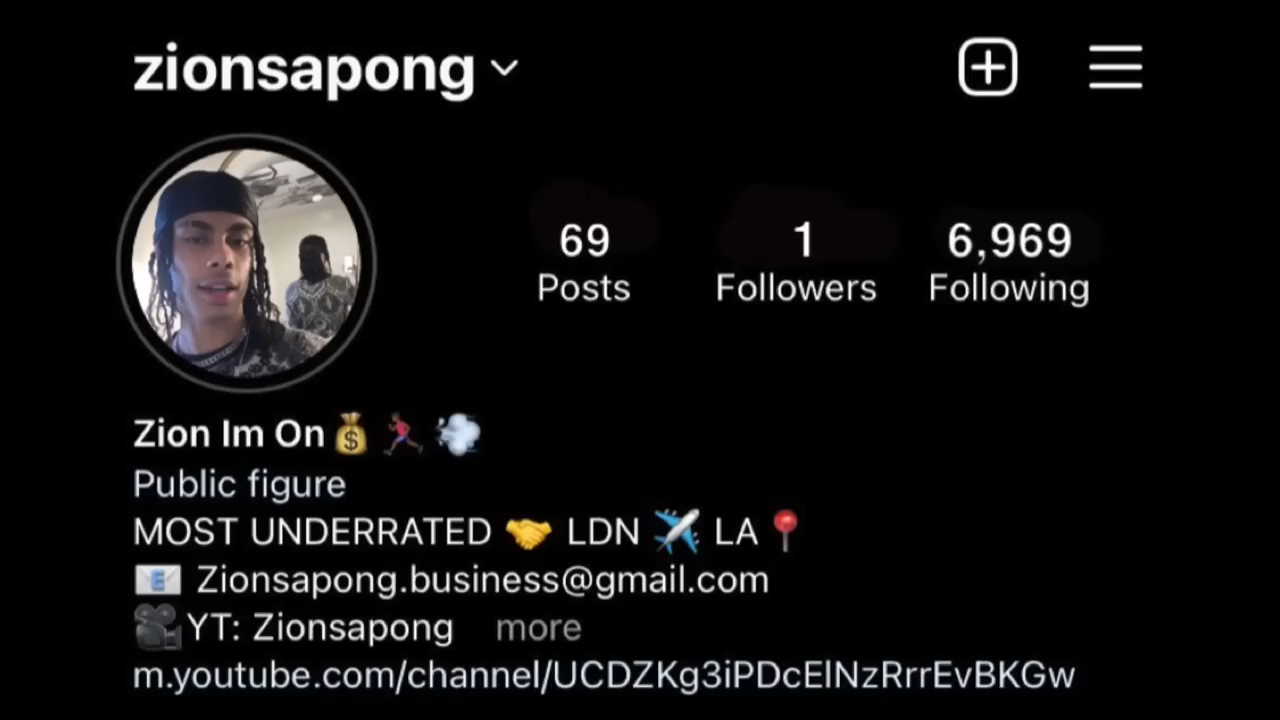 zionsapong
69 1 6,969
Posts Followers Following
Zion Im On💰🏃🏿💨
Public figure
MOST UNDERRATED 🤝 LDN ✈️ LA📍
📧 Zionsapong.business@gmail.com
🎥YT: Zionsapong more
m.youtube.com/channel/UCDZKg3iPDcElNzRrrEvBKGw